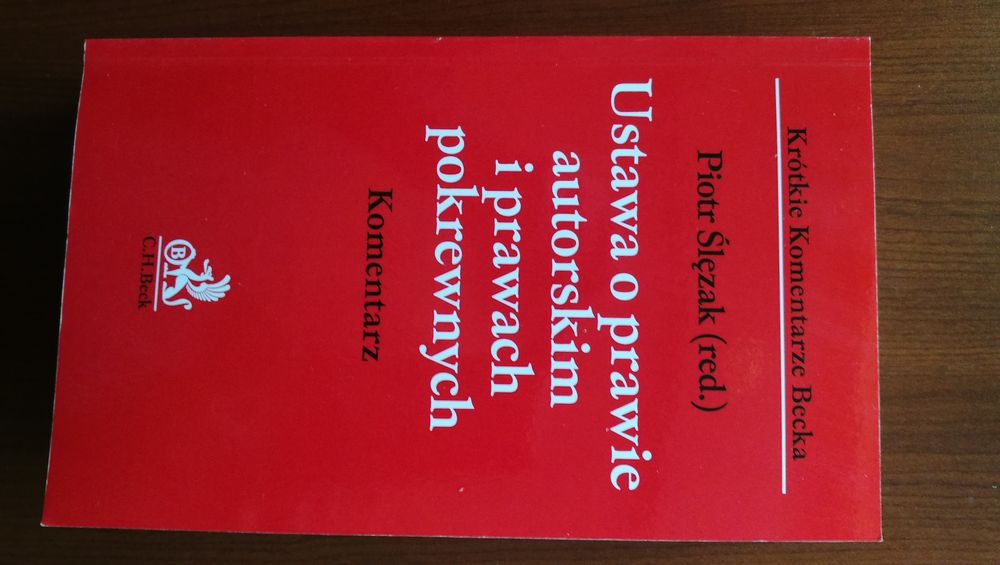 Krótkie Komentarze Becka
Piotr Ślęzak (red.)
Ustawa o prawie
autorskim
i prawach
pokrewnych
Komentarz
B
C.H.Beck